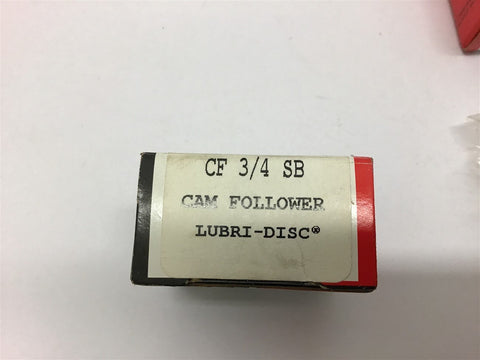 CF 3/4 SB
CAM FOLLOWER
LUBRI-DISC®